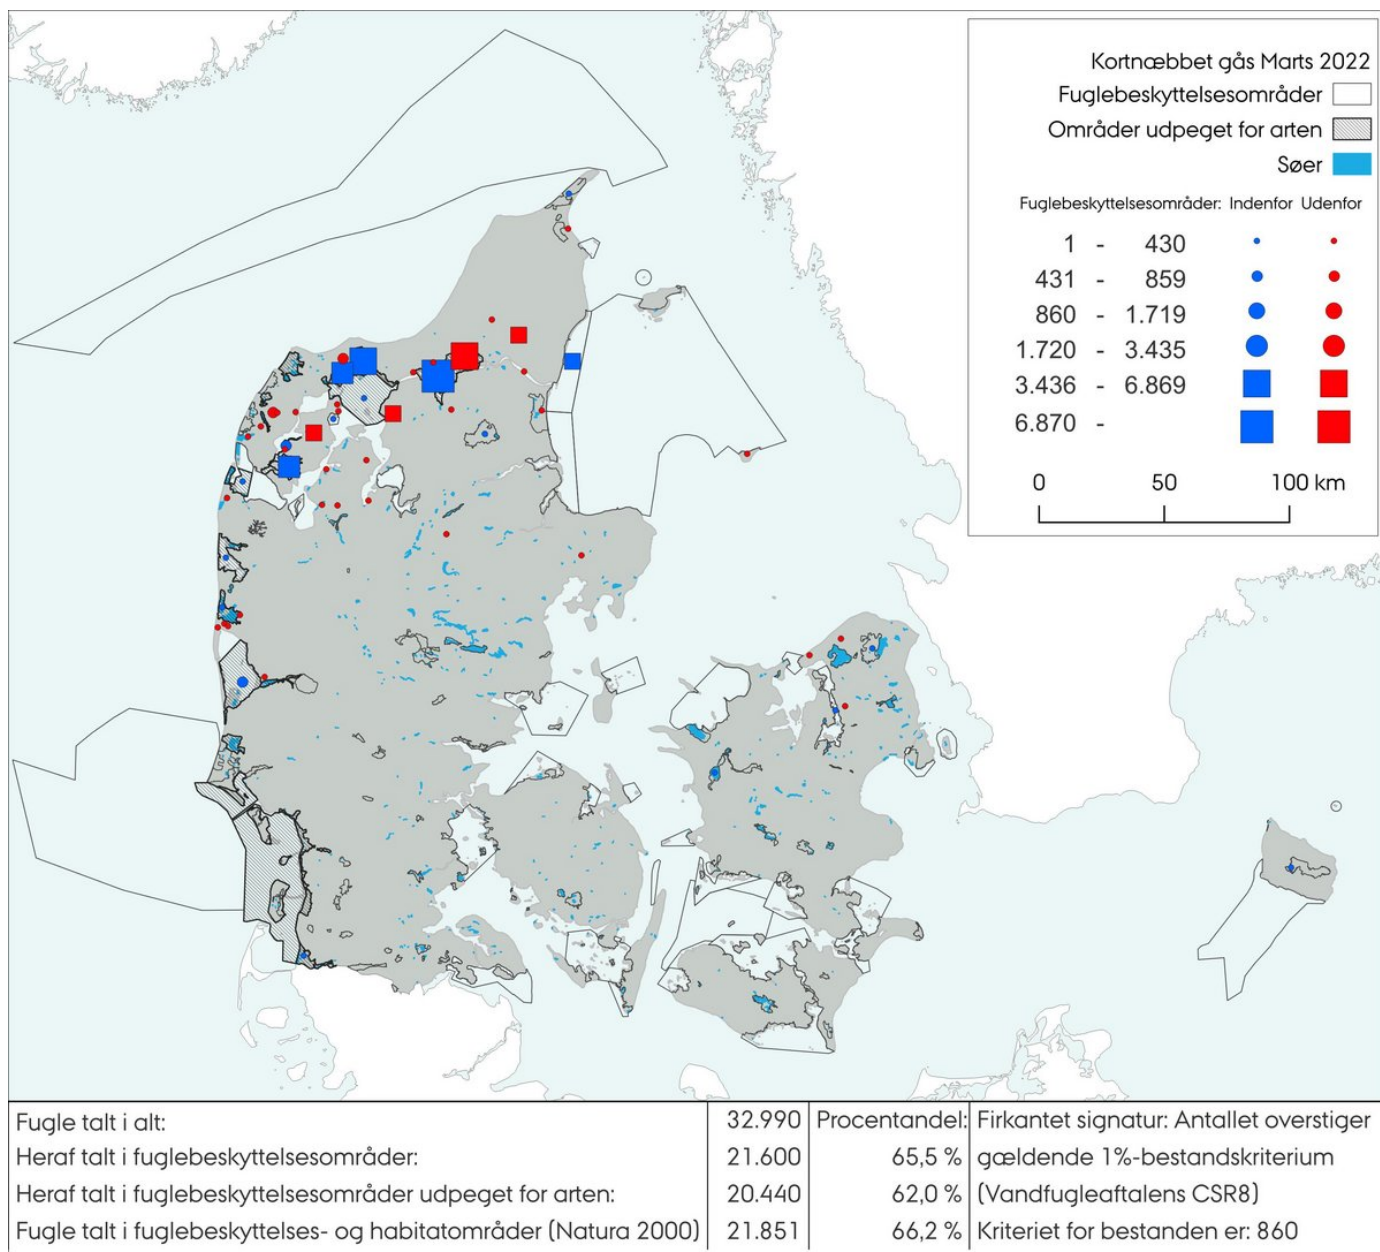 Kortnæbbet gås Marts 2022
Fuglebeskyttelsesområder
Områder udpeget for arten
Søer
Fuglebeskyttelsesområder: Indenfor Udenfor
1 - 430
431 - 859
860 - 1.719
1.720 - 3.435
3.436 - 6.869
6.870 -
0 50 100 km
Fugle talt i alt: 32.990 Procentandel: Firkantet signatur: Antallet overstiger
Heraf talt i fuglebeskyttelsesområder: 21.600 65,5 % gældende 1%-bestandskriterium
Heraf talt i fuglebeskyttelsesområder udpeget for arten: 20.440 62,0 % (Vandfugleaftalens CSR8)
Fugle talt i fuglebeskyttelses- og habitatområder (Natura 2000) 21.851 66,2 % Kriteriet for bestanden er: 860